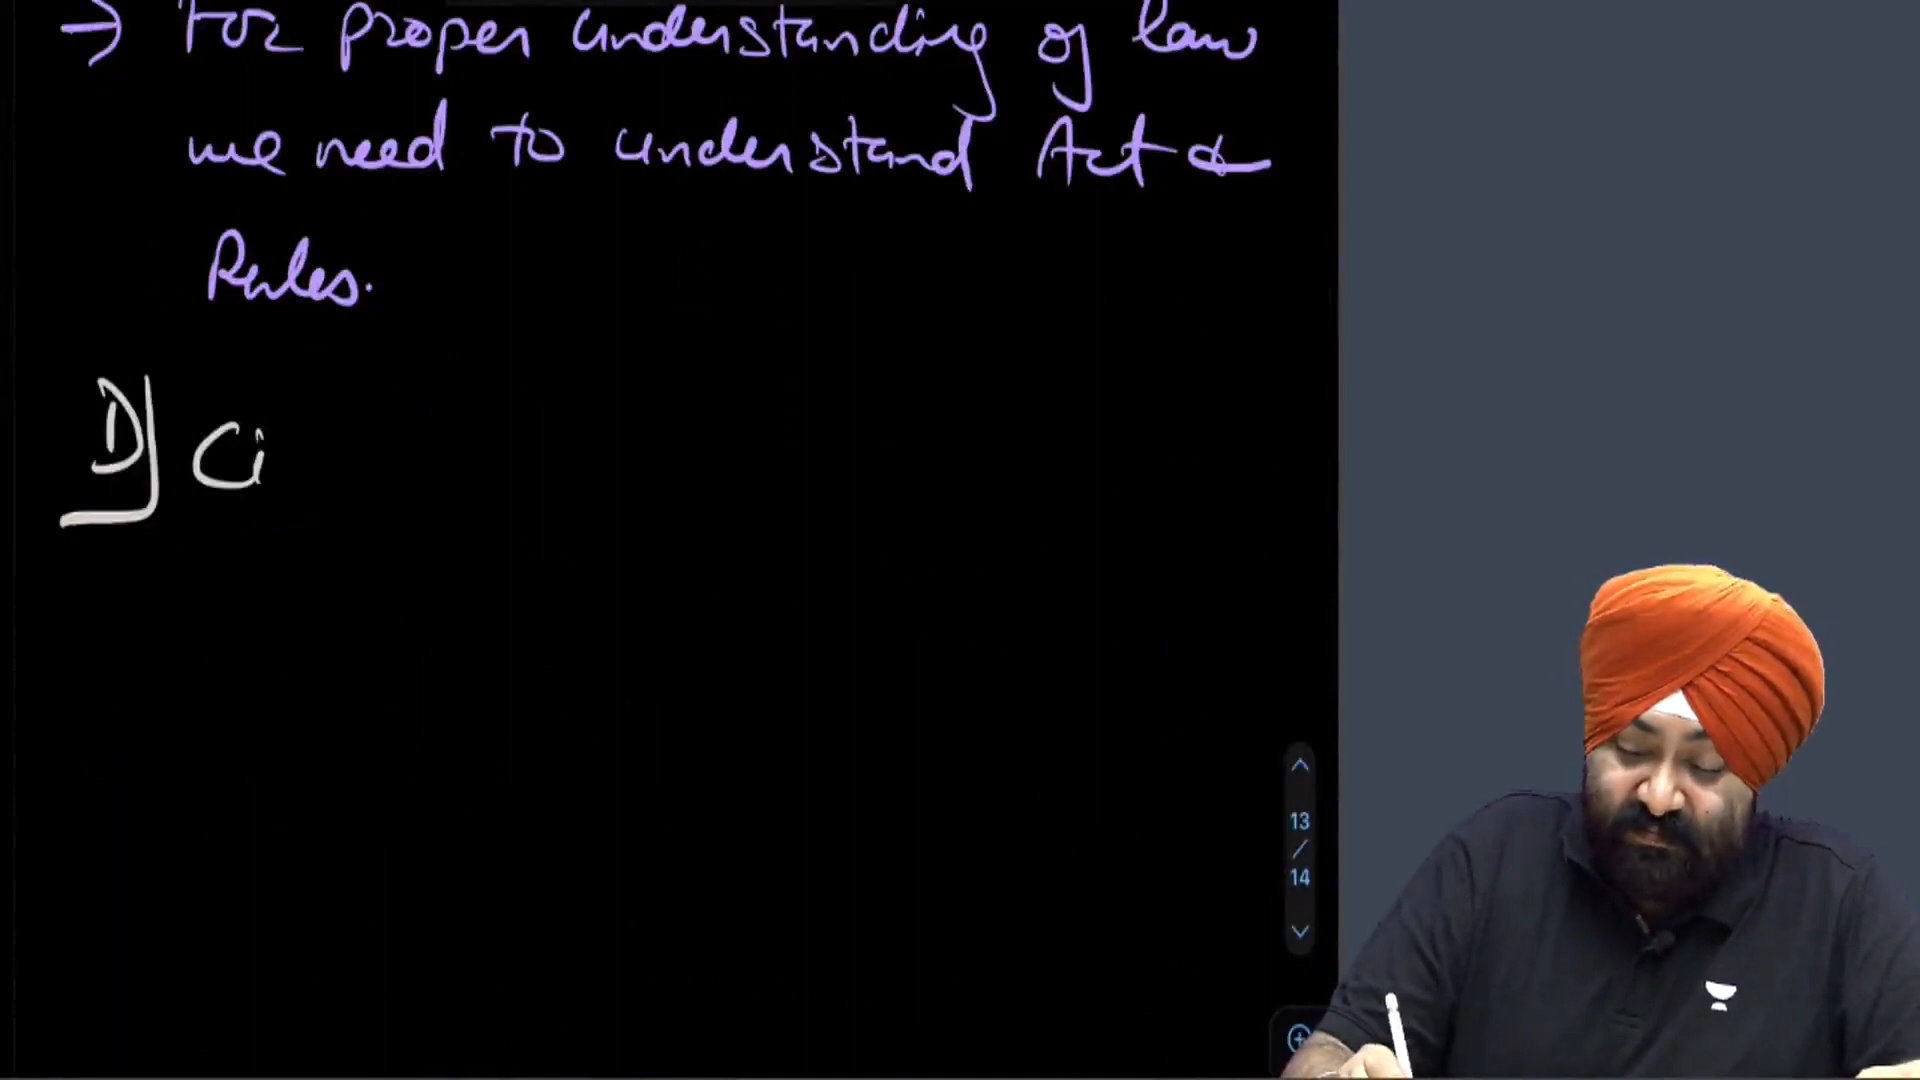 → For proper understanding of law
we need to understand Act &
Rules.
D] Ci
13
/
14